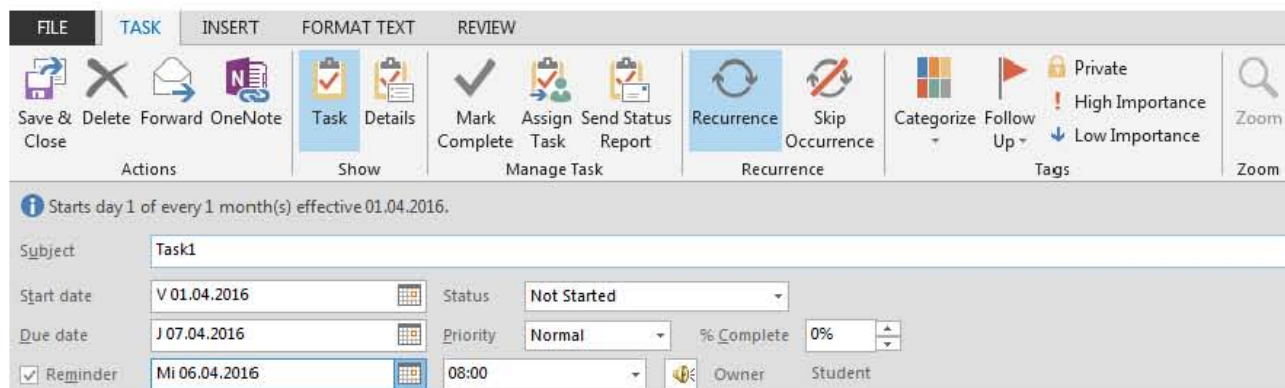 FILE TASK INSERT FORMAT TEXT REVIEW
Save & Close Delete Forward OneNote Task Details Mark Complete Assign Task Send Status Report Recurrence Skip Occurrence Categorize Follow Up Private
High Importance
Low Importance
Zoom
Actions Show Manage Task Recurrence Tags Zoom
Starts day 1 of every 1 month(s) effective 01.04.2016.
Subject Task1
Start date V 01.04.2016 Status Not Started
Due date J 07.04.2016 Priority Normal % Complete 0%
Reminder Mi 06.04.2016 08:00 Owner Student